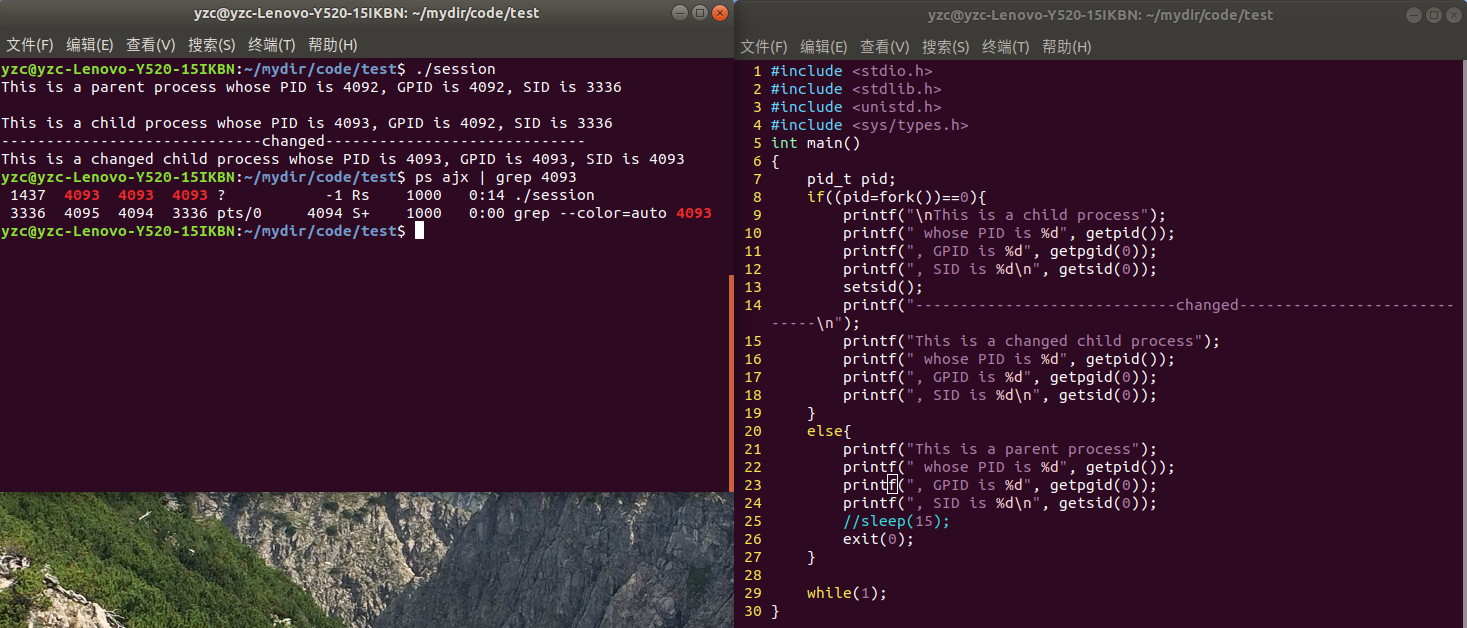 yzc@yzc-Lenovo-Y520-15IKBN: ~/mydir/code/test
文件(F) 编辑(E) 查看(V) 搜索(S) 终端(T) 帮助(H)
yzc@yzc-Lenovo-Y520-15IKBN:~/mydir/code/test$ ./session
This is a parent process whose PID is 4092, GPID is 4092, SID is 3336
This is a child process whose PID is 4093, GPID is 4092, SID is 3336
-----------------------------changed-----------------------------
This is a changed child process whose PID is 4093, GPID is 4093, SID is 4093
yzc@yzc-Lenovo-Y520-15IKBN:~/mydir/code/test$ ps ajx | grep 4093
1437 4093 4093 4093 ? -1 Rs 1000 0:14 ./session
3336 4095 4094 3336 pts/0 4094 S+ 1000 0:00 grep --color=auto 4093
yzc@yzc-Lenovo-Y520-15IKBN:~/mydir/code/test$
yzc@yzc-Lenovo-Y520-15IKBN: ~/mydir/code/test
文件(F) 编辑(E) 查看(V) 搜索(S) 终端(T) 帮助(H)
1 #include <stdio.h>
2 #include <stdlib.h>
3 #include <unistd.h>
4 #include <sys/types.h>
5 int main()
6 {
7     pid_t pid;
8     if((pid=fork())==0){
9         printf("\nThis is a child process");
10         printf(" whose PID is %d", getpid());
11         printf(", GPID is %d", getpgid(0));
12         printf(", SID is %d\n", getsid(0));
13         setsid();
14         printf("-----------------------------changed------------------------
-----\n");
15         printf("This is a changed child process");
16         printf(" whose PID is %d", getpid());
17         printf(", GPID is %d", getpgid(0));
18         printf(", SID is %d\n", getsid(0));
19     }
20     else{
21         printf("This is a parent process");
22         printf(" whose PID is %d", getpid());
23         printf(", GPID is %d", getpgid(0));
24         printf(", SID is %d\n", getsid(0));
25         //sleep(15);
26         exit(0);
27     }
28
29     while(1);
30 }